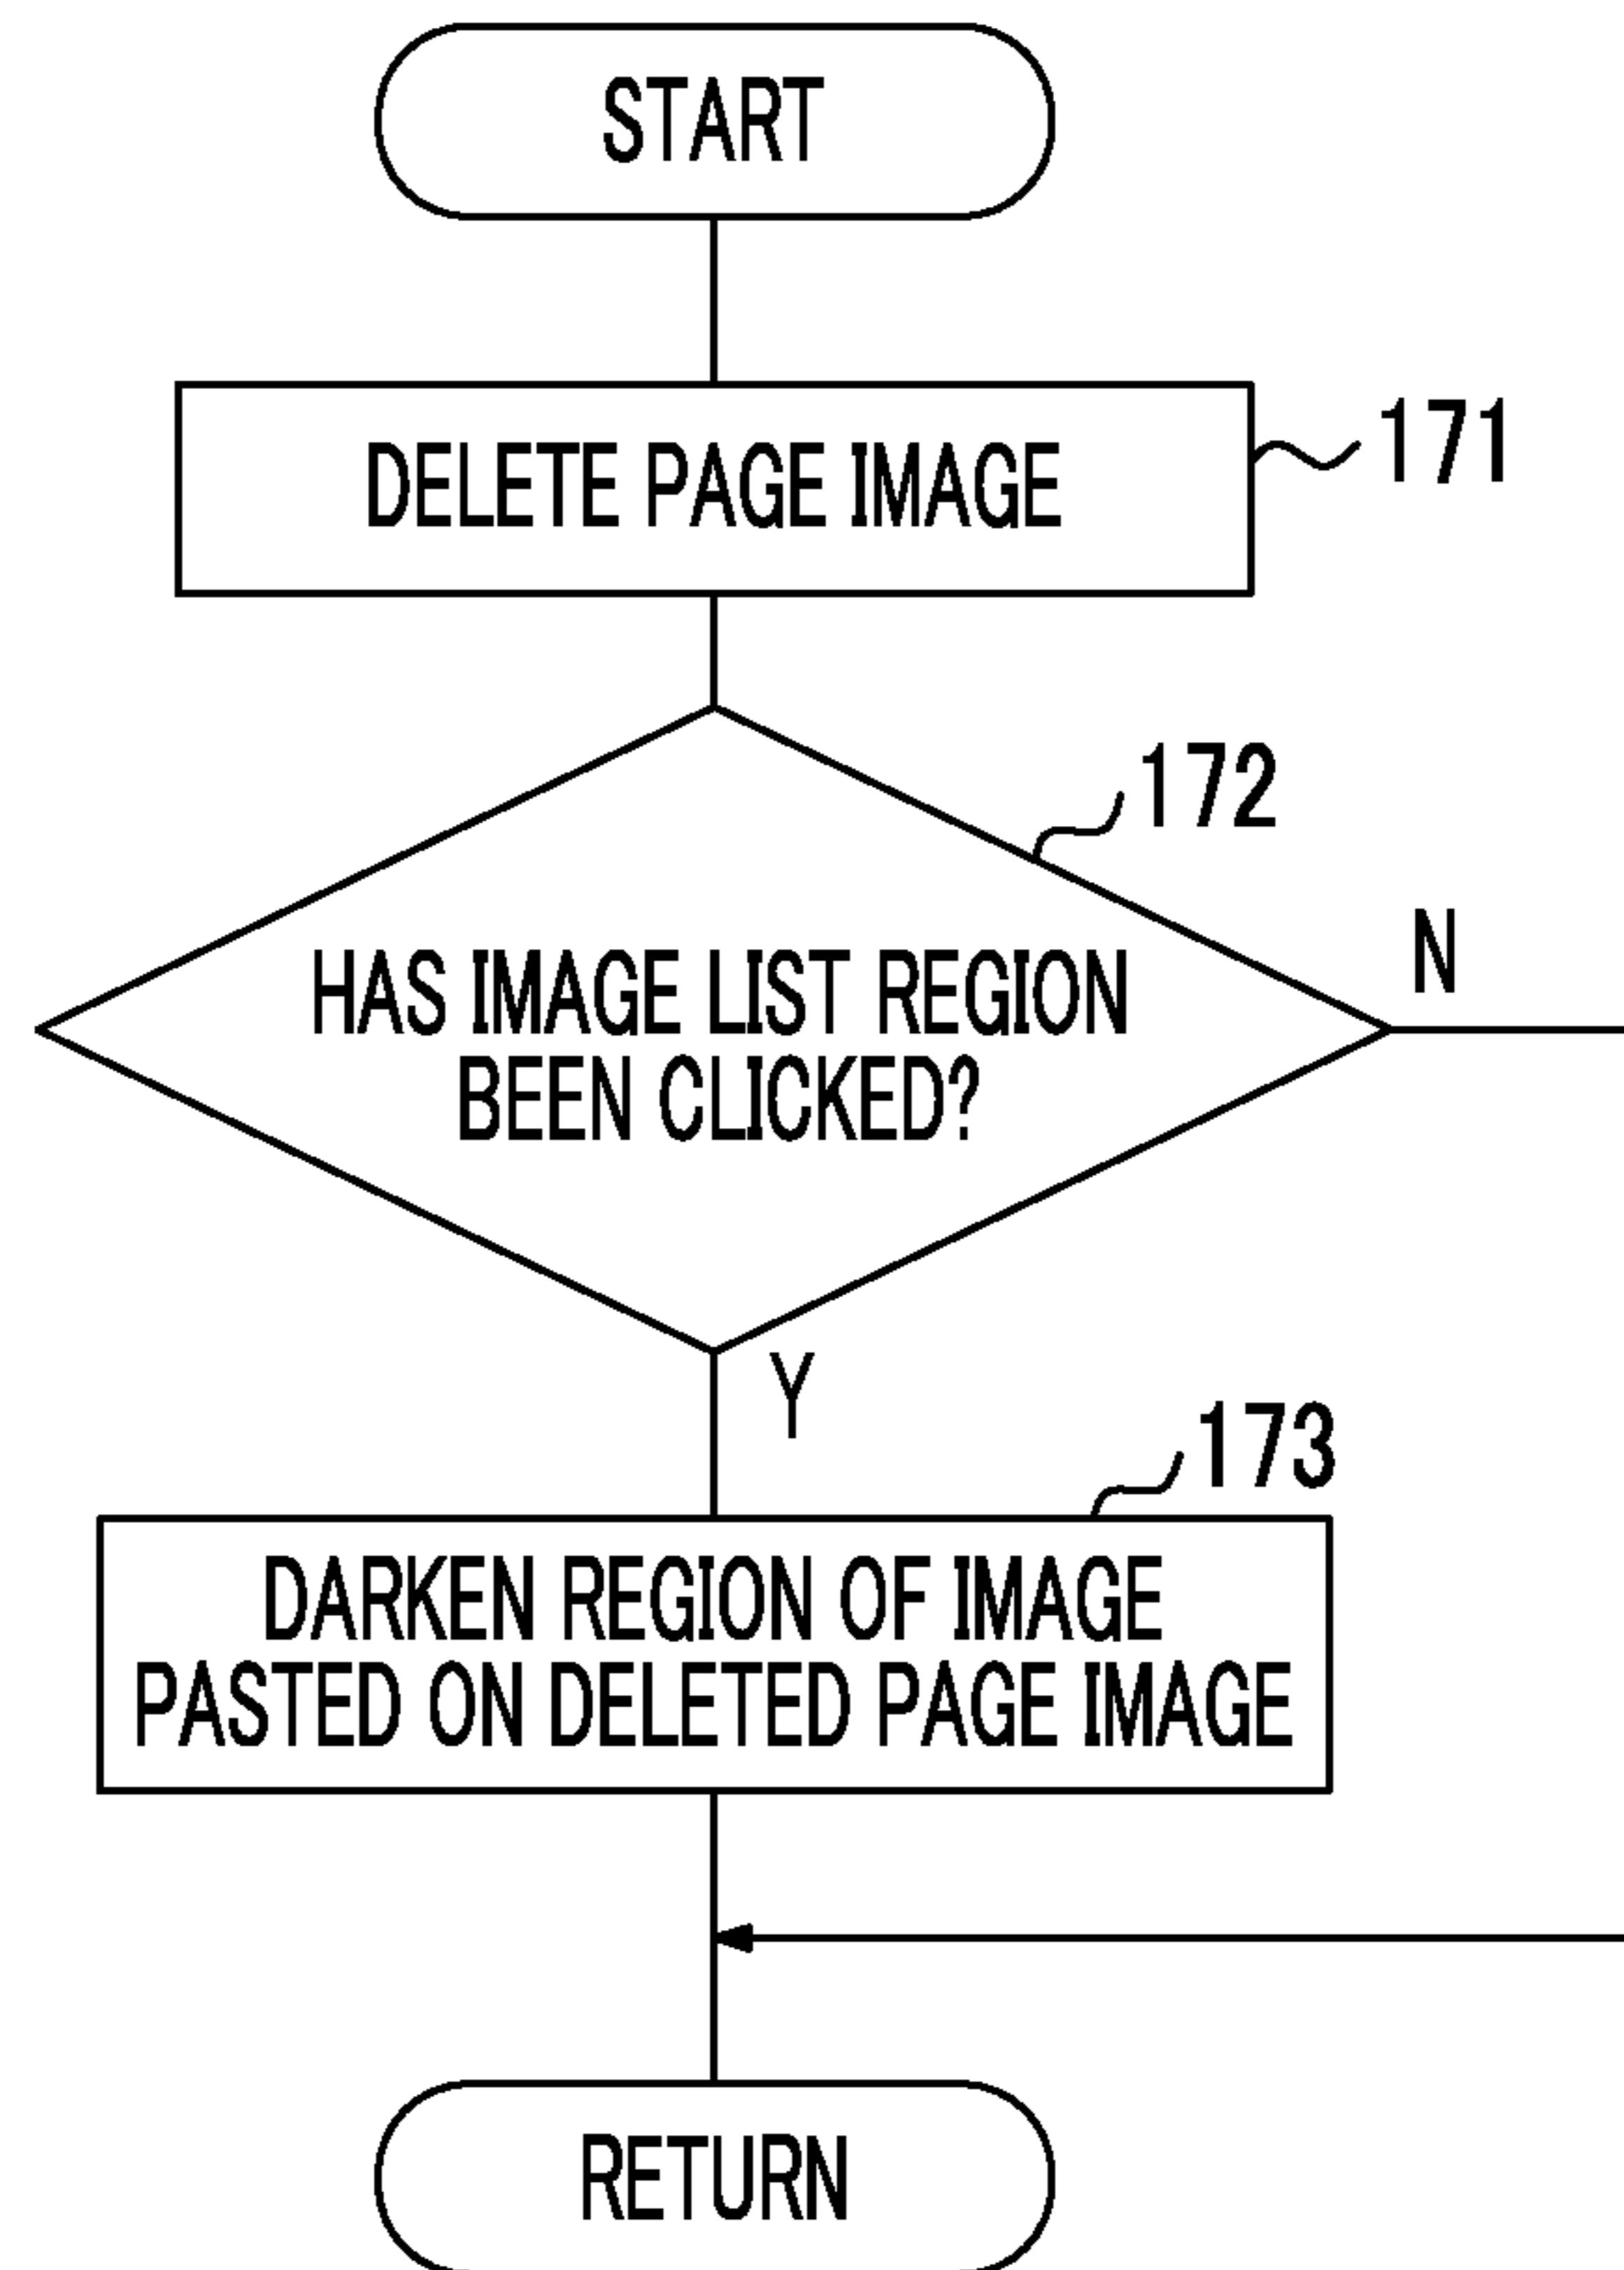 START
DELETE PAGE IMAGE
171
172
HAS IMAGE LIST REGION
BEEN CLICKED?
N
Y
173
DARKEN REGION OF IMAGE
PASTED ON DELETED PAGE IMAGE
RETURN